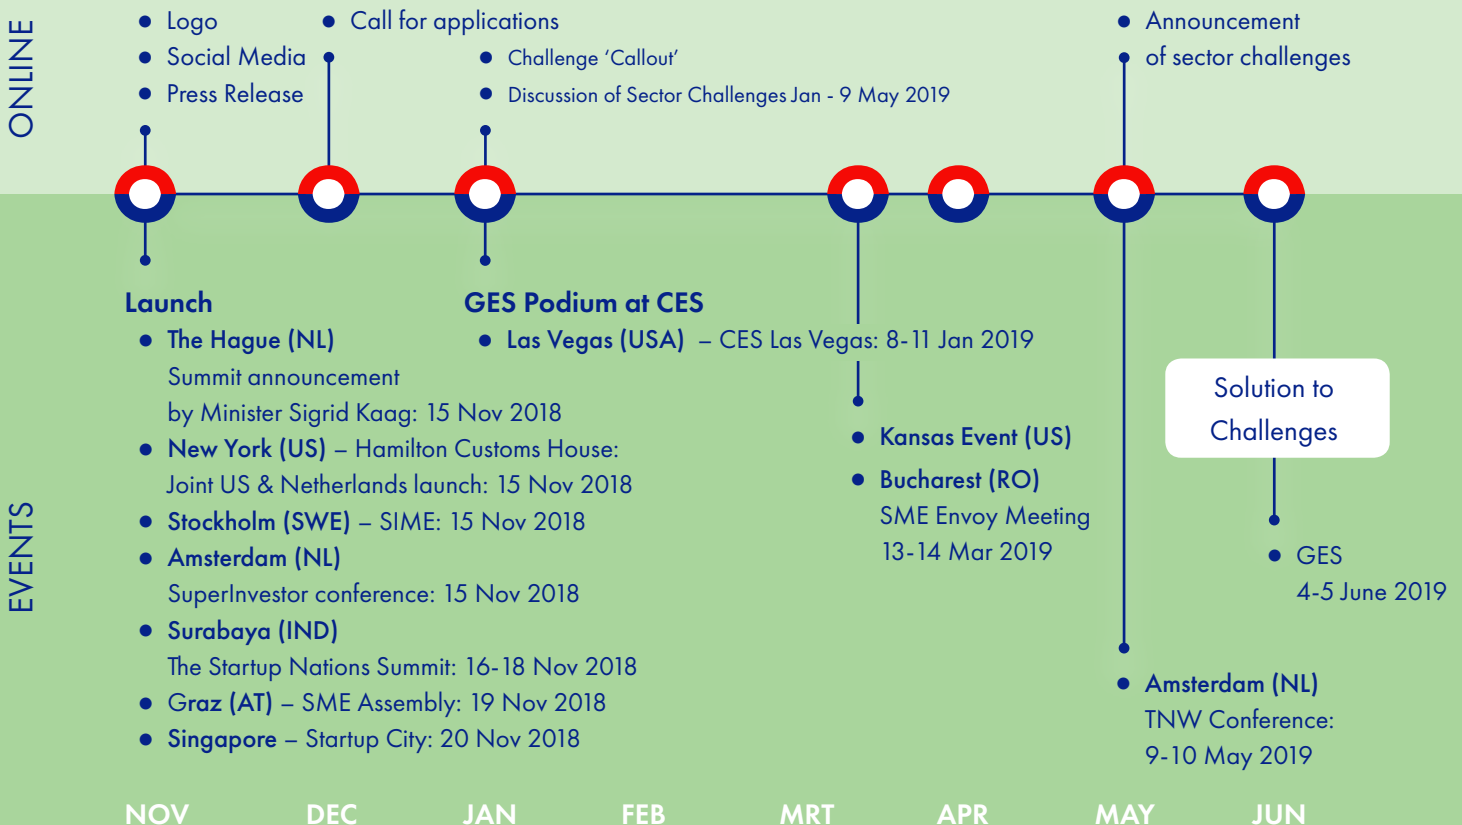 ONLINE
Logo
Social Media
Press Release
Call for applications
Challenge ‘Callout’
Discussion of Sector Challenges Jan - 9 May 2019
Announcement
of sector challenges
EVENTS
Launch
The Hague (NL)
Summit announcement
by Minister Sigrid Kaag: 15 Nov 2018
New York (US) – Hamilton Customs House:
Joint US & Netherlands launch: 15 Nov 2018
Stockholm (SWE) – SIME: 15 Nov 2018
Amsterdam (NL)
SuperInvestor conference: 15 Nov 2018
Surabaya (IND)
The Startup Nations Summit: 16-18 Nov 2018
Graz (AT) – SME Assembly: 19 Nov 2018
Singapore – Startup City: 20 Nov 2018
GES Podium at CES
Las Vegas (USA) – CES Las Vegas: 8-11 Jan 2019
Kansas Event (US)
Bucharest (RO)
SME Envoy Meeting
13-14 Mar 2019
Amsterdam (NL)
TNW Conference:
9-10 May 2019
Solution to
Challenges
GES
4-5 June 2019
NOV DEC JAN FEB MRT APR MAY JUN